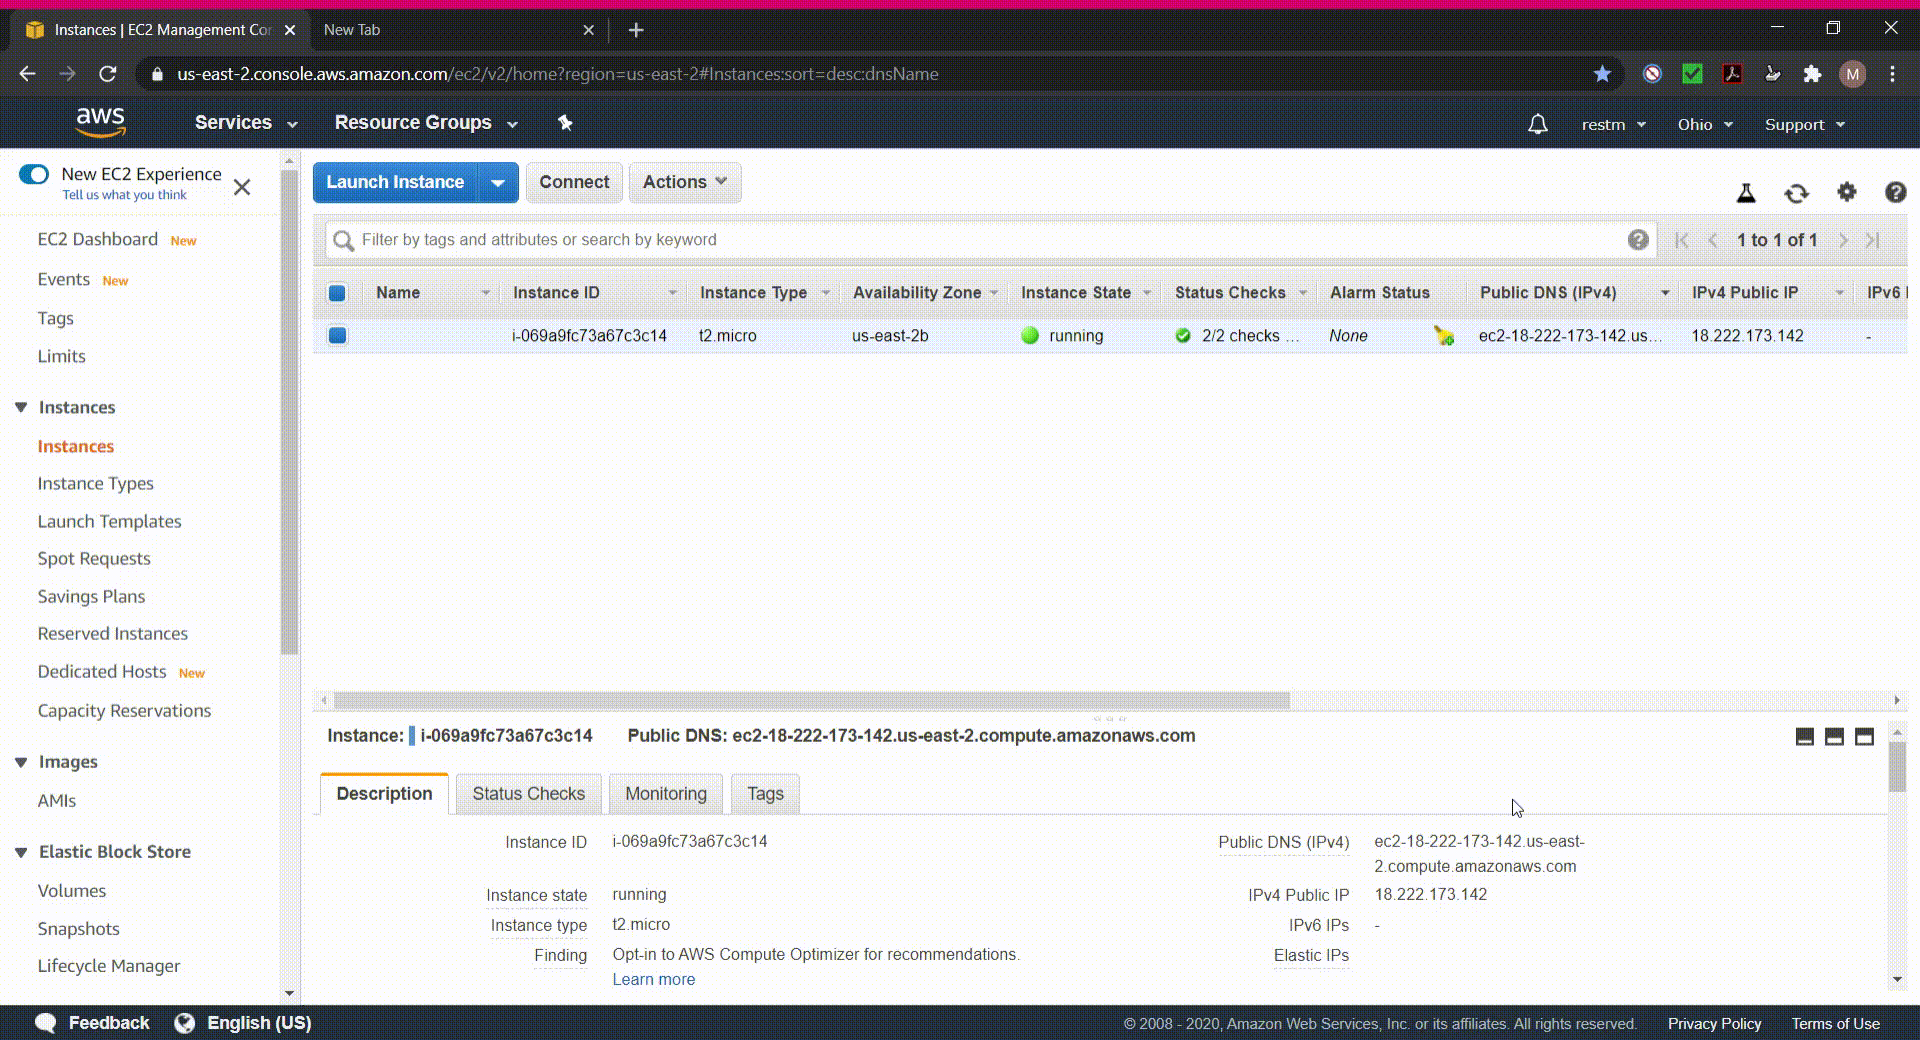 Instances | EC2 Management Con
New Tab
us-east-2.console.aws.amazon.com/ec2/v2/home?region=us-east-2#Instances:sort=desc:dnsName
M
aws
Services
Resource Groups
restm
Ohio
Support
New EC2 Experience
Tell us what you think
EC2 Dashboard New
Events New
Tags
Limits
Instances
Instances
Instance Types
Launch Templates
Spot Requests
Savings Plans
Reserved Instances
Dedicated Hosts New
Capacity Reservations
Images
AMIs
Elastic Block Store
Volumes
Snapshots
Lifecycle Manager
Launch Instance
Connect
Actions
Filter by tags and attributes or search by keyword
1 to 1 of 1
Name Instance ID Instance Type Availability Zone Instance State Status Checks Alarm Status Public DNS (IPv4) IPv4 Public IP IPv6
i-069a9fc73a67c3c14 t2.micro us-east-2b running 2/2 checks ... None ec2-18-222-173-142.us... 18.222.173.142 -
Instance: i-069a9fc73a67c3c14 Public DNS: ec2-18-222-173-142.us-east-2.compute.amazonaws.com
Description Status Checks Monitoring Tags
Instance ID i-069a9fc73a67c3c14
Instance state running
Instance type t2.micro
Finding Opt-in to AWS Compute Optimizer for recommendations.
Learn more
Public DNS (IPv4) ec2-18-222-173-142.us-east-
2.compute.amazonaws.com
IPv4 Public IP 18.222.173.142
IPv6 IPs -
Elastic IPs
Feedback
English (US)
© 2008 - 2020, Amazon Web Services, Inc. or its affiliates. All rights reserved.
Privacy Policy
Terms of Use